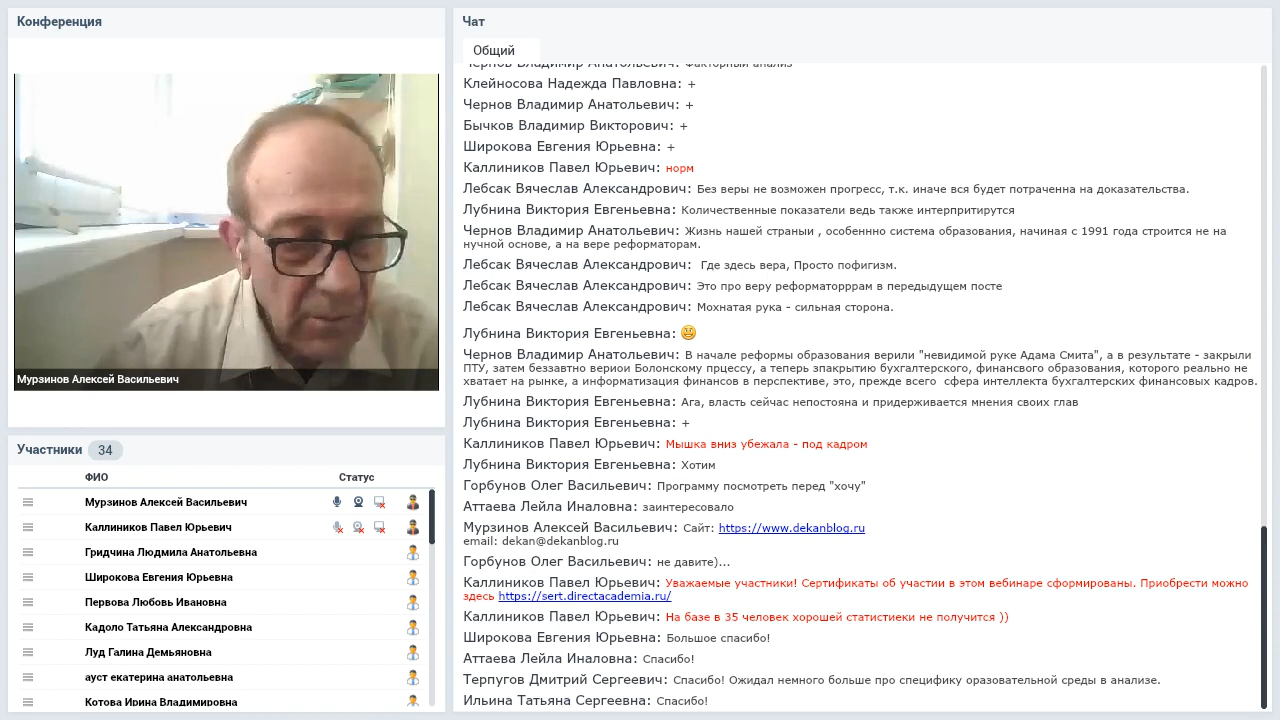 Конференция
Мурзинов Алексей Васильевич
Участники 34
ФИО Статус
Мурзинов Алексей Васильевич
Каллиников Павел Юрьевич
Гридчина Людмила Анатольевна
Широкова Евгения Юрьевна
Первова Любовь Ивановна
Кадоло Татьяна Александровна
Луд Галина Демьяновна
ауст екатерина анатольевна
Котова Ирина Владимировна
Чат
Общий
Чернов Владимир Анатольевич: Факторный анализ
Клейносова Надежда Павловна: +
Чернов Владимир Анатольевич: +
Бычков Владимир Викторович: +
Широкова Евгения Юрьевна: +
Каллиников Павел Юрьевич: норм
Лебсак Вячеслав Александрович: Без веры не возможен прогресс, т.к. иначе вся будет потраченна на доказательства.
Лубнина Виктория Евгеньевна: Количественные показатели ведь также интерпритирутся
Чернов Владимир Анатольевич: Жизнь нашей страныи , особеннно система образования, начиная с 1991 года строится не на
нучной основе, а на вере реформаторам.
Лебсак Вячеслав Александрович: Где здесь вера, Просто пофигизм.
Лебсак Вячеслав Александрович: Это про веру реформаторррам в передыдущем посте
Лебсак Вячеслав Александрович: Мохнатая рука - сильная сторона.
Лубнина Виктория Евгеньевна:
Чернов Владимир Анатольевич: В начале реформы образования верили "невидимой руке Адама Смита", а в результате - закрыли
ПТУ, затем беззавтно вериои Болонскому прцессу, а теперь зпакрытию бухгалтерского, финансвого образования, которого реально не
хватает на рынке, а информатизация финансов в перспективе, это, прежде всего  сфера интеллекта бухгалтерских финансовых кадров.
Лубнина Виктория Евгеньевна: Ага, власть сейчас непостояна и придерживается мнения своих глав
Лубнина Виктория Евгеньевна: +
Каллиников Павел Юрьевич: Мышка вниз убежала - под кадром
Лубнина Виктория Евгеньевна: Хотим
Горбунов Олег Васильевич: Программу посмотреть перед "хочу"
Аттаева Лейла Иналовна: заинтересовало
Мурзинов Алексей Васильевич: Сайт: https://www.dekanblog.ru
email: dekan@dekanblog.ru
Горбунов Олег Васильевич: не давите)...
Каллиников Павел Юрьевич: Уважаемые участники! Сертификаты об участии в этом вебинаре сформированы. Приобрести можно
здесь https://sert.directacademia.ru/
Каллиников Павел Юрьевич: На базе в 35 человек хорошей статистиеки не получится ))
Широкова Евгения Юрьевна: Большое спасибо!
Аттаева Лейла Иналовна: Спасибо!
Терпугов Дмитрий Сергеевич: Спасибо! Ожидал немного больше про специфику оразовательной среды в анализе.
Ильина Татьяна Сергеевна: Спасибо!